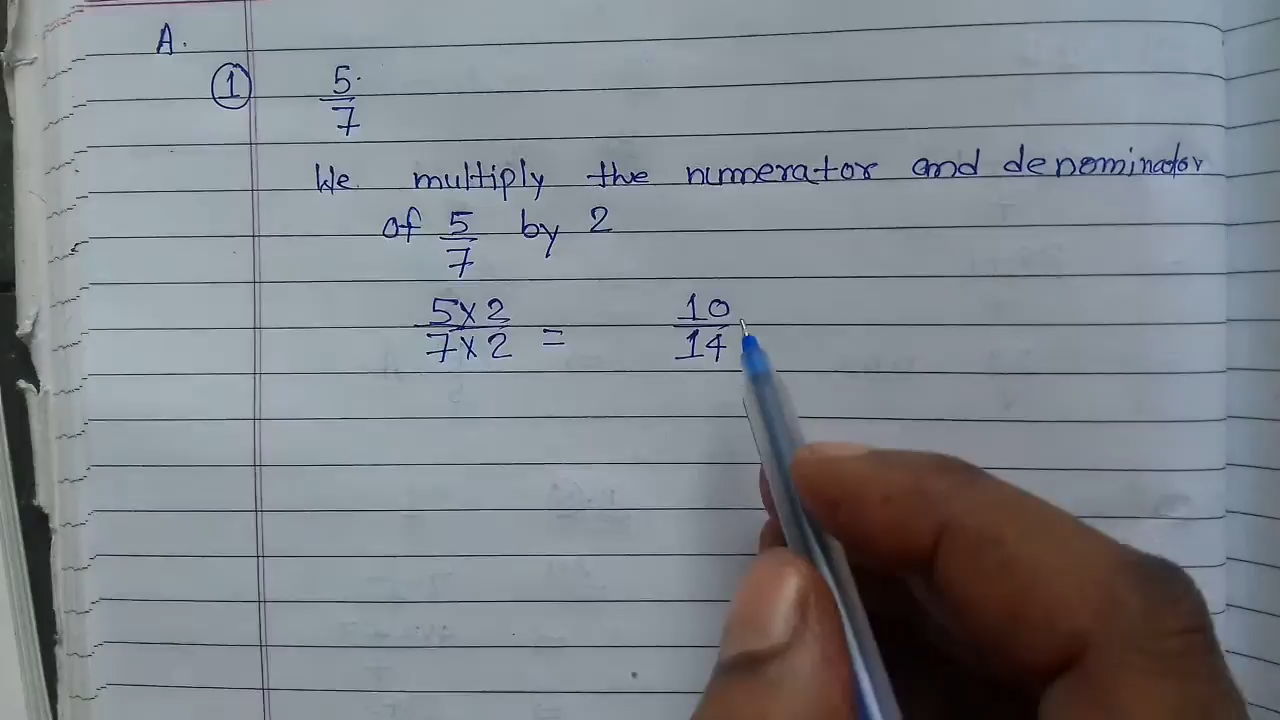 A.
① 5/7
We multiply the numerator and denominator
of 5/7 by 2
5×2/7×2 = 10/14